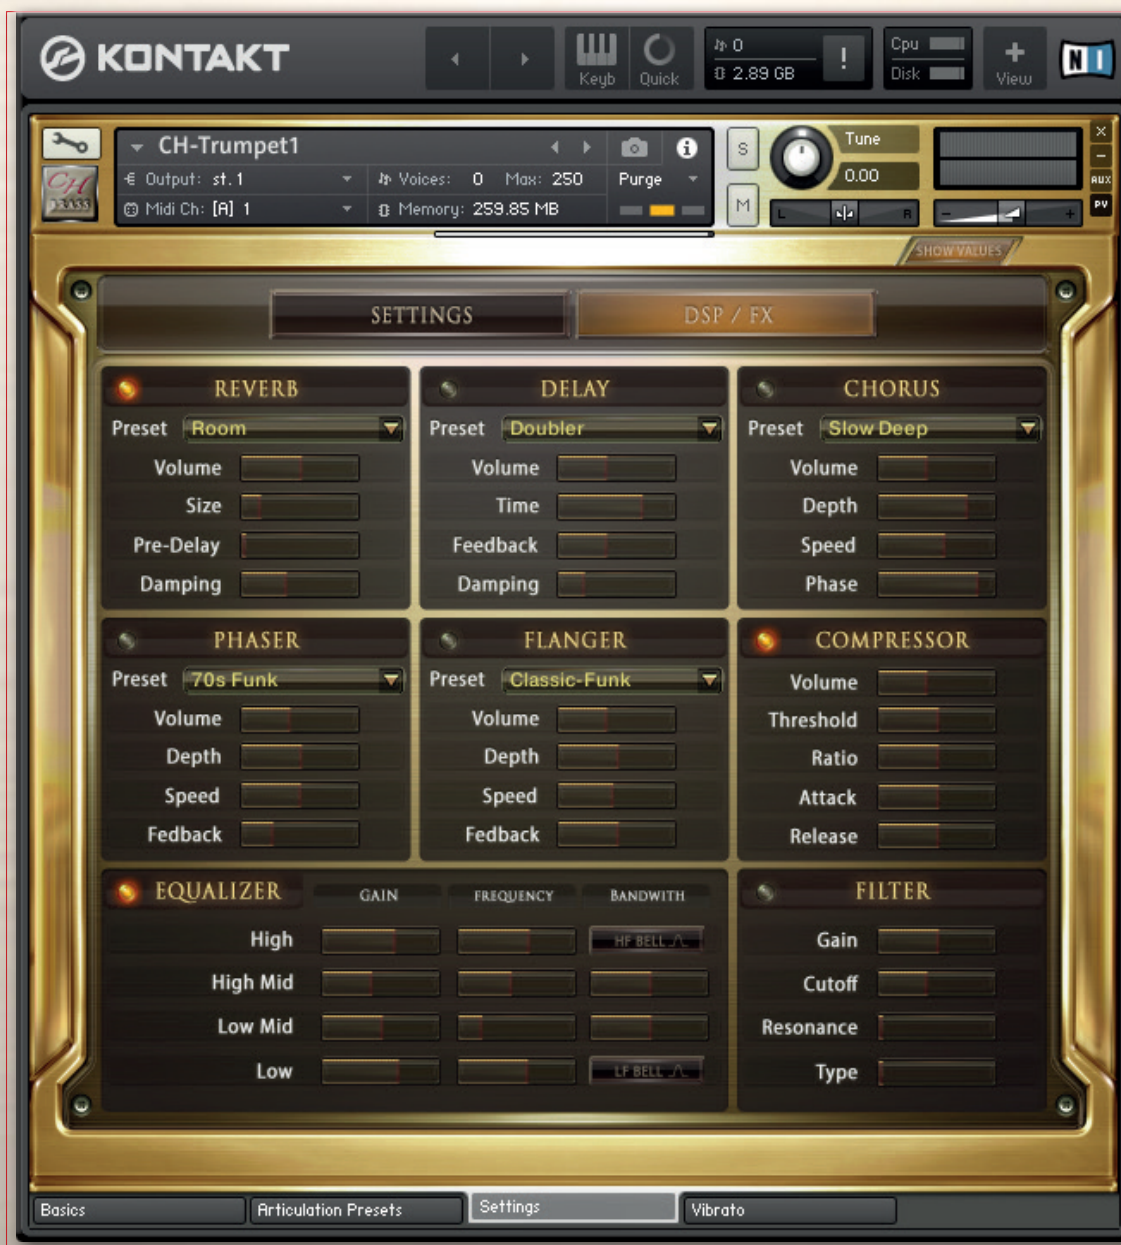 KONTAKT
Keyb Quick
0
2.89 GB
!
Cpu
Disk
+
View
N I
CH-Trumpet1
Output: st.1
Voices: 0 Max: 250 Purge
Midi Ch: [A] 1
Memory: 259.85 MB
CH
BRASS
S
M
Tune
0.00
L R
- +
X
-
AUX
PV
SHOW VALUES
SETTINGS DSP / FX
REVERB
Preset Room
Volume
Size
Pre-Delay
Damping
DELAY
Preset Doubler
Volume
Time
Feedback
Damping
CHORUS
Preset Slow Deep
Volume
Depth
Speed
Phase
PHASER
Preset 70s Funk
Volume
Depth
Speed
Fedback
FLANGER
Preset Classic-Funk
Volume
Depth
Speed
Fedback
COMPRESSOR
Volume
Threshold
Ratio
Attack
Release
EQUALIZER GAIN FREQUENCY BANDWITH
High HF BELL
High Mid
Low Mid
Low LF BELL
FILTER
Gain
Cutoff
Resonance
Type
Basics Articulation Presets Settings Vibrato